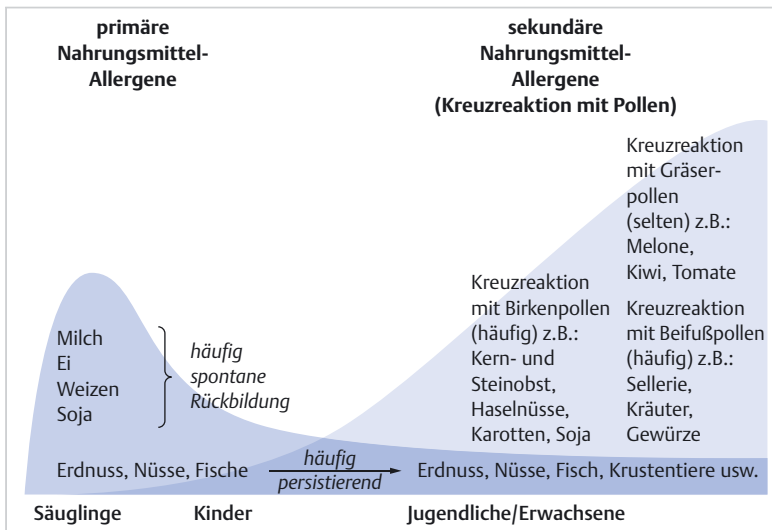 primäre
Nahrungsmittel-
Allergene
sekundäre
Nahrungsmittel-
Allergene
(Kreuzreaktion mit Pollen)
Milch
Ei
Weizen
Soja
häufig
spontane
Rückbildung
Kreuzreaktion
mit Birkenpollen
(häufig) z.B.:
Kern- und
Steinobst,
Haselnüsse,
Karotten, Soja
Kreuzreaktion
mit Gräser-
pollen
(selten) z.B.:
Melone,
Kiwi, Tomate
Kreuzreaktion
mit Beifußpollen
(häufig) z.B.:
Sellerie,
Kräuter,
Gewürze
Erdnuss, Nüsse, Fische
häufig
persistierend
Erdnuss, Nüsse, Fisch, Krustentiere usw.
Säuglinge
Kinder
Jugendliche/Erwachsene